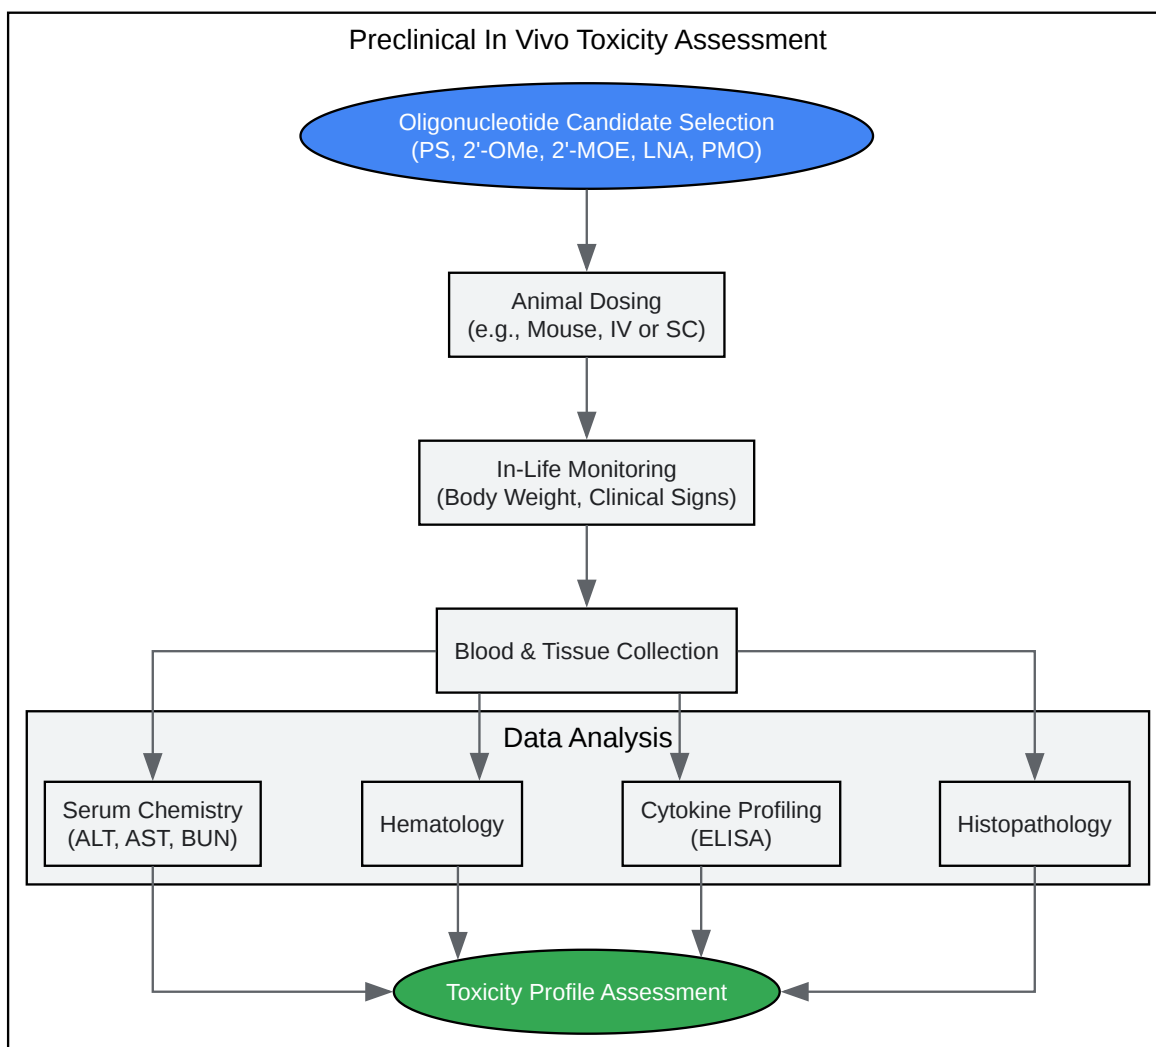 Preclinical In Vivo Toxicity Assessment
Oligonucleotide Candidate Selection
(PS, 2'-OMe, 2'-MOE, LNA, PMO)
Animal Dosing
(e.g., Mouse, IV or SC)
In-Life Monitoring
(Body Weight, Clinical Signs)
Blood & Tissue Collection
Data Analysis
Serum Chemistry
(ALT, AST, BUN)
Hematology
Cytokine Profiling
(ELISA)
Histopathology
Toxicity Profile Assessment